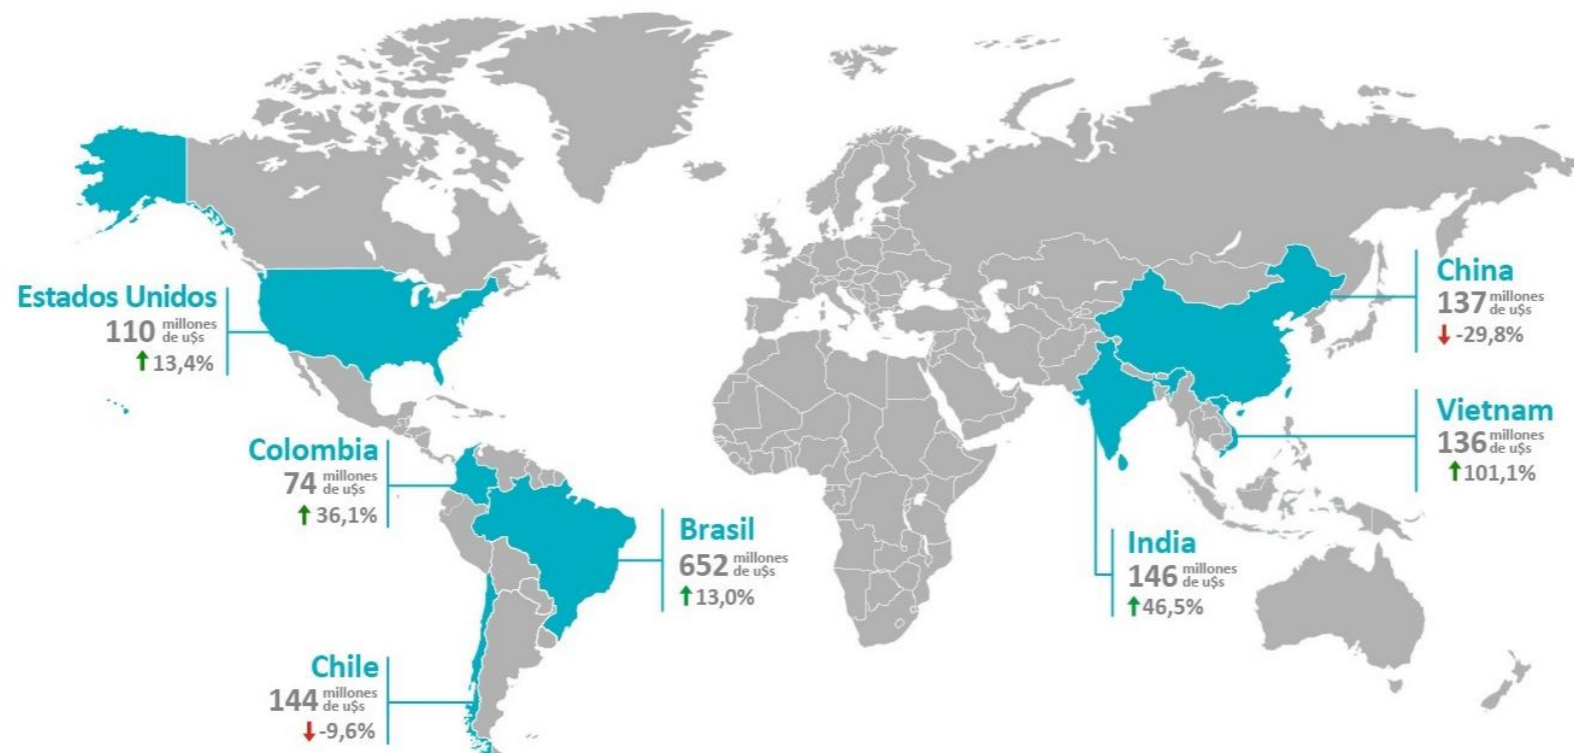 Estados Unidos
110 millones de u$s
13,4%
Colombia
74 millones de u$s
36,1%
Chile
144 millones de u$s
-9,6%
Brasil
652 millones de u$s
13,0%
China
137 millones de u$s
-29,8%
Vietnam
136 millones de u$s
101,1%
India
146 millones de u$s
46,5%